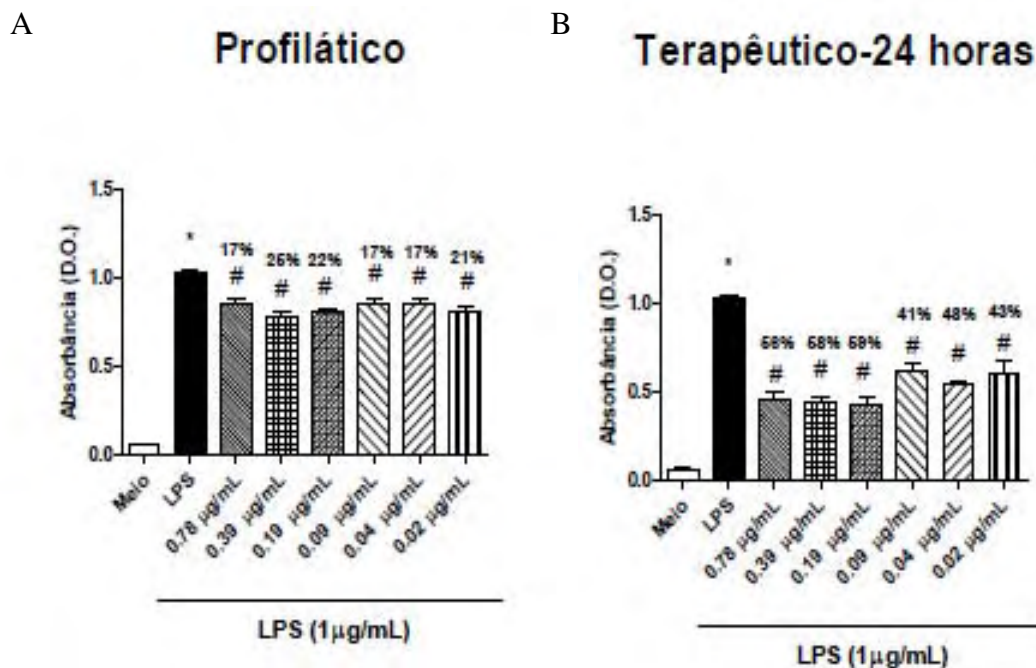 A
Profilático
Absorbância (D.O.)
1.5
1.0
0.5
0.0
*
17%
#
25%
#
22%
#
17%
#
17%
#
21%
#
Meio
LPS
0.78 µg/mL
0.39 µg/mL
0.19 µg/mL
0.09 µg/mL
0.04 µg/mL
0.02 µg/mL
LPS (1µg/mL)
B
Terapêutico-24 horas
Absorbância (D.O.)
1.5
1.0
0.5
0.0
*
56%
#
58%
#
59%
#
41%
#
48%
#
43%
#
Meio
LPS
0.78 µg/mL
0.39 µg/mL
0.19 µg/mL
0.09 µg/mL
0.04 µg/mL
0.02 µg/mL
LPS (1µg/mL)